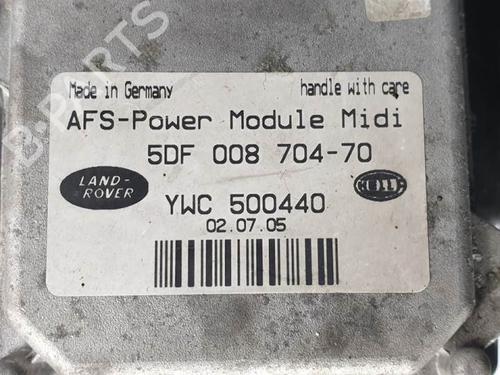 Made in Germany handle with care
AFS-Power Module Midi
5DF 008 704-70
LAND-
ROVER
HELLA
YWC 500440
02.07.05
B-PARTS